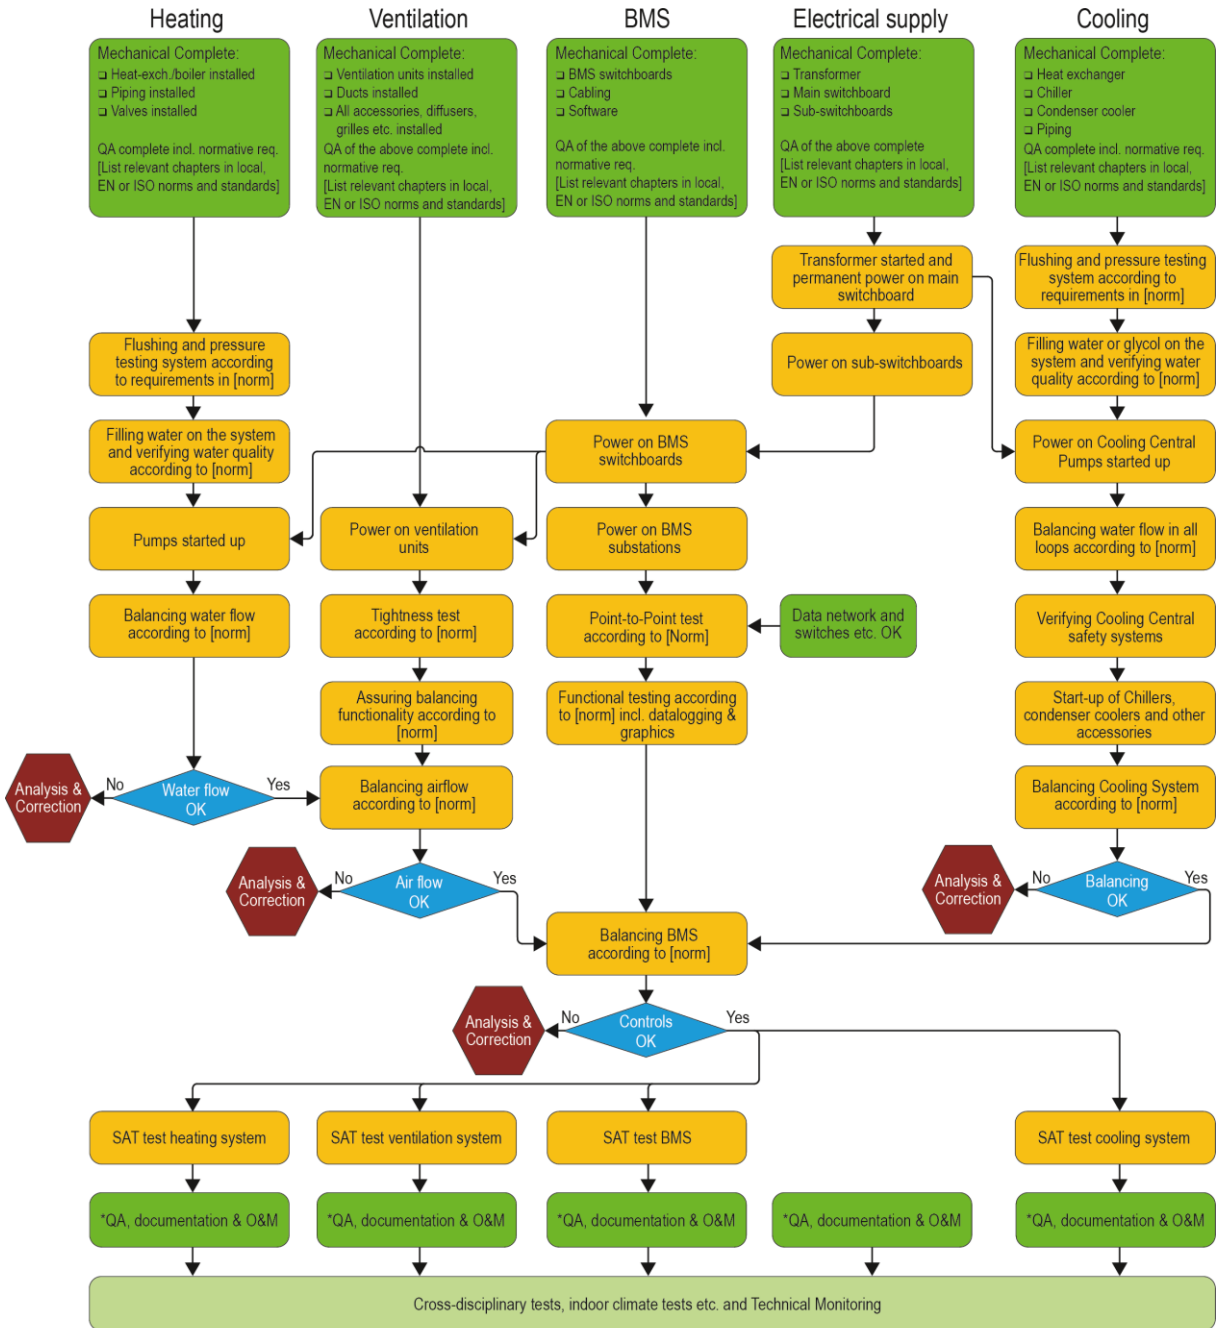 Heating
Ventilation
BMS
Electrical supply
Cooling
Mechanical Complete:
❑ Heat-exch./boiler installed
❑ Piping installed
❑ Valves installed
QA complete incl. normative req.
[List relevant chapters in local,
EN or ISO norms and standards]
Mechanical Complete:
❑ Ventilation units installed
❑ Ducts installed
❑ All accessories, diffusers,
grilles etc. installed
QA of the above complete incl.
normative req.
[List relevant chapters in local,
EN or ISO norms and standards]
Mechanical Complete:
❑ BMS switchboards
❑ Cabling
❑ Software
QA of the above complete incl.
normative req.
[List relevant chapters in local,
EN or ISO norms and standards]
Mechanical Complete:
❑ Transformer
❑ Main switchboard
❑ Sub-switchboards
QA of the above complete
[List relevant chapters in local,
EN or ISO norms and standards]
Mechanical Complete:
❑ Heat exchanger
❑ Chiller
❑ Condenser cooler
❑ Piping
QA complete incl. normative req.
[List relevant chapters in local,
EN or ISO norms and standards]
Transformer started and
permanent power on main
switchboard
Flushing and pressure testing
system according to
requirements in [norm]
Flushing and pressure
testing system according
to requirements in [norm]
Power on sub-switchboards
Filling water or glycol on the
system and verifying water
quality according to [norm]
Filling water on the system
and verifying water quality
according to [norm]
Power on BMS
switchboards
Power on Cooling Central
Pumps started up
Pumps started up
Power on ventilation
units
Power on BMS
substations
Balancing water flow in all
loops according to [norm]
Balancing water flow
according to [norm]
Tightness test
according to [norm]
Point-to-Point test
according to [Norm]
Data network and
switches etc. OK
Verifying Cooling Central
safety systems
Assuring balancing
functionality according to
[norm]
Functional testing according
to [norm] incl. datalogging &
graphics
Start-up of Chillers,
condenser coolers and other
accessories
Analysis &
Correction
No
Water flow
OK
Yes
Balancing airflow
according to [norm]
Balancing Cooling System
according to [norm]
Analysis &
Correction
No
Air flow
OK
Yes
Analysis &
Correction
No
Balancing
OK
Yes
Balancing BMS
according to [norm]
Analysis &
Correction
No
Controls
OK
Yes
SAT test heating system
SAT test ventilation system
SAT test BMS
SAT test cooling system
*QA, documentation & O&M
*QA, documentation & O&M
*QA, documentation & O&M
*QA, documentation & O&M
*QA, documentation & O&M
Cross-disciplinary tests, indoor climate tests etc. and Technical Monitoring